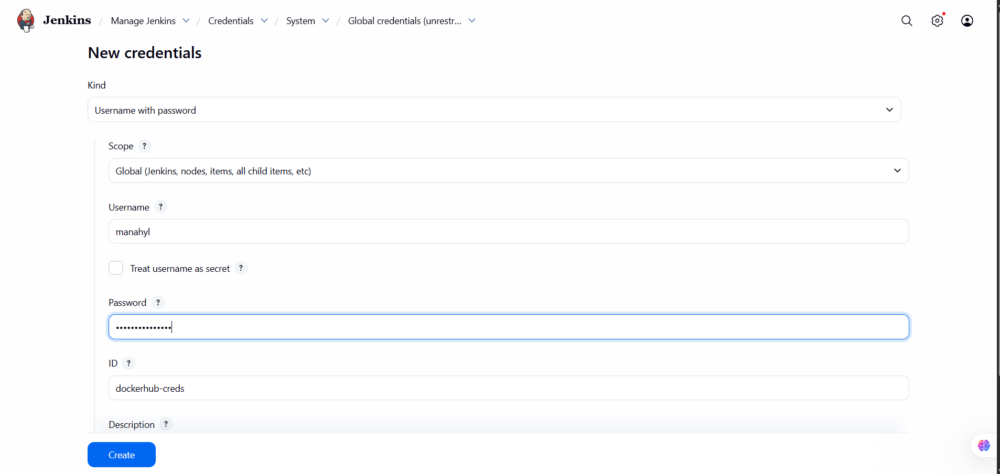 Jenkins / Manage Jenkins / Credentials / System / Global credentials (unrestr...
New credentials
Kind
Username with password
Scope ?
Global (Jenkins, nodes, items, all child items, etc)
Username ?
manahyl
Treat username as secret ?
Password ?
•••••••••••••••
ID ?
dockerhub-creds
Description ?
Create